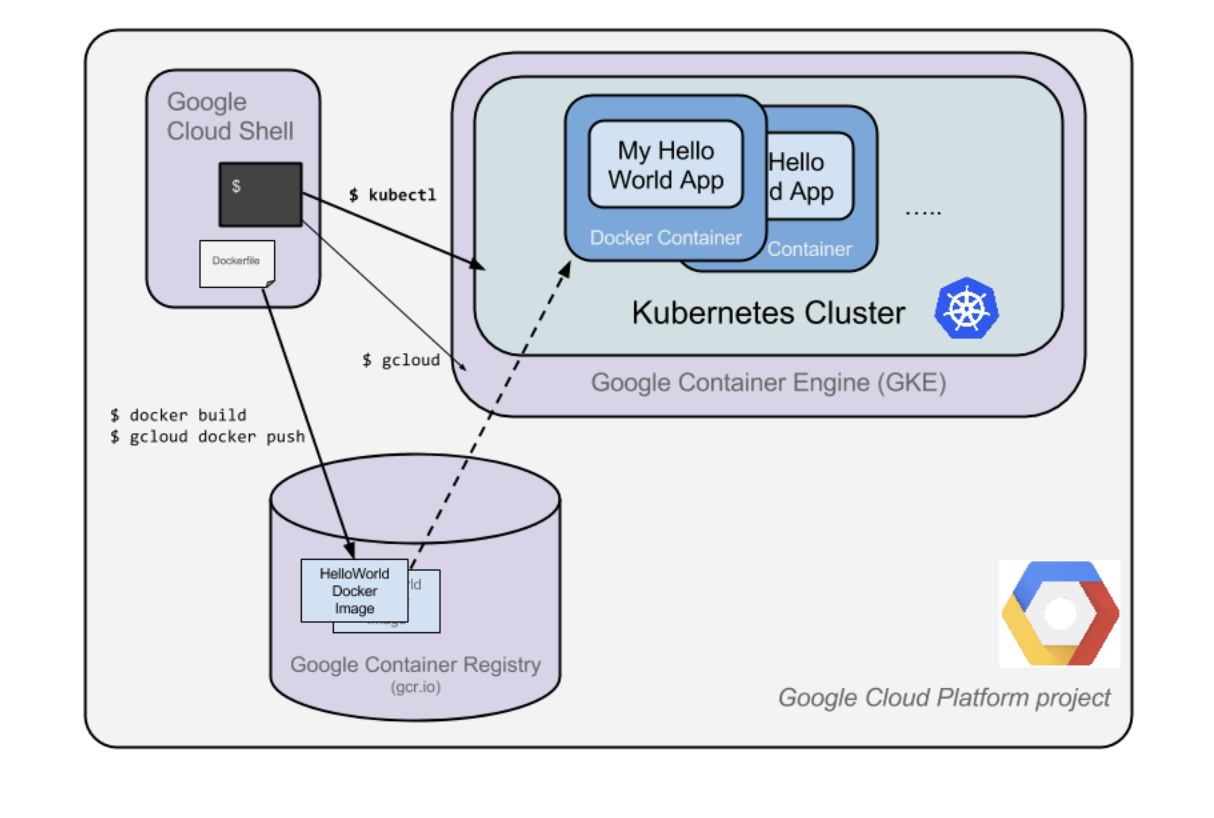 Google
Cloud Shell
$
Dockerfile
$ kubectl
$ gcloud
$ docker build
$ gcloud docker push
My Hello
World App
Docker Container
Hello
d App
Container
.....
Kubernetes Cluster
Google Container Engine (GKE)
HelloWorld
Docker
Image
rld
Image
Google Container Registry
(gcr.io)
Google Cloud Platform project